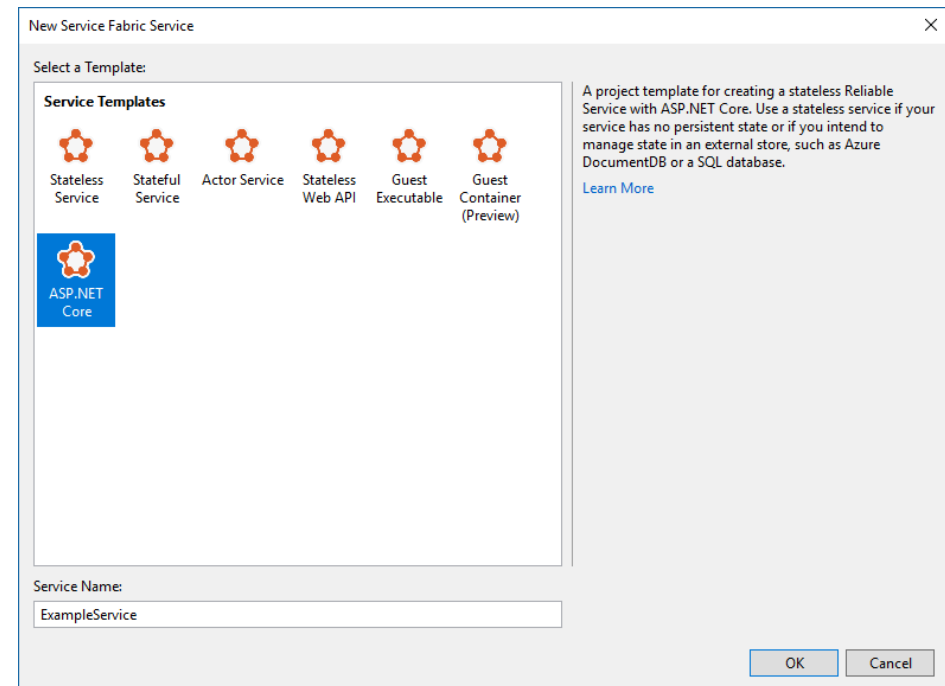 New Service Fabric Service
Select a Template:
Service Templates
Stateless
Service
Stateful
Service
Actor Service
Stateless
Web API
Guest
Executable
Guest
Container
(Preview)
ASP.NET
Core
A project template for creating a stateless Reliable
Service with ASP.NET Core. Use a stateless service if your
service has no persistent state or if you intend to
manage state in an external store, such as Azure
DocumentDB or a SQL database.
Learn More
Service Name:
ExampleService
OK
Cancel